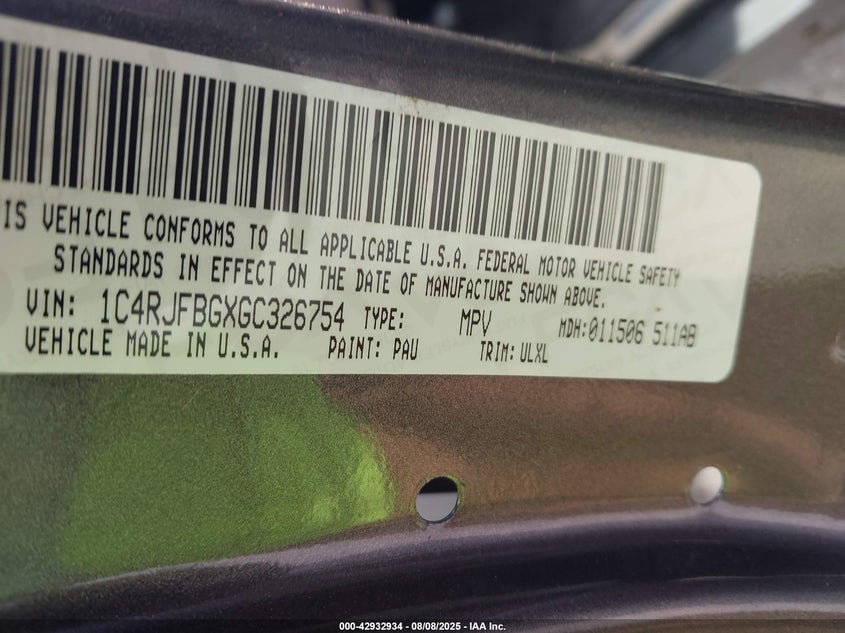 IS VEHICLE CONFORMS TO ALL APPLICABLE U.S.A. FEDERAL MOTOR VEHICLE SAFETY
STANDARDS IN EFFECT ON THE DATE OF MANUFACTURE SHOWN ABOVE.
VIN: 1C4RJFBGXGC326754 TYPE: MPV MDH:011506 511AB
VEHICLE MADE IN U.S.A. PAINT: PAU TRIM: ULXL
000-42932934 - 08/08/2025 - IAA Inc.